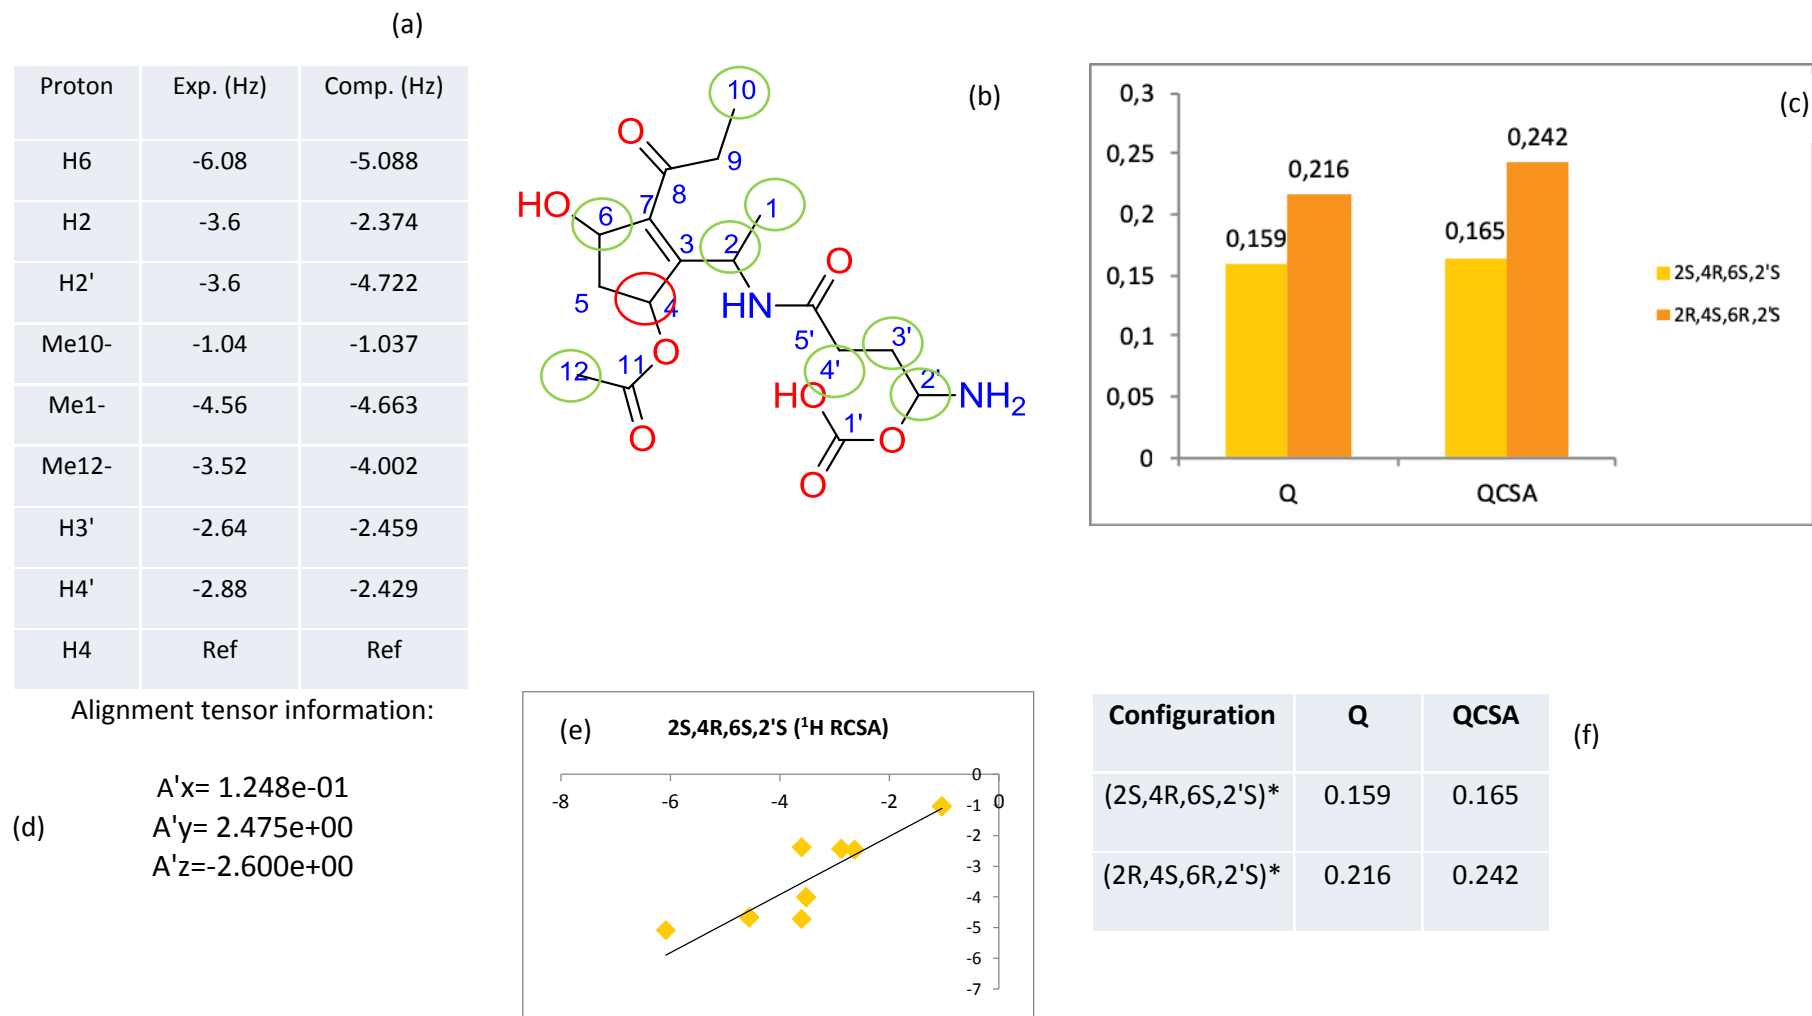 (a)
Proton Exp. (Hz) Comp. (Hz)
H6 -6.08 -5.088
H2 -3.6 -2.374
H2' -3.6 -4.722
Me10- -1.04 -1.037
Me1- -4.56 -4.663
Me12- -3.52 -4.002
H3' -2.64 -2.459
H4' -2.88 -2.429
H4 Ref Ref
(b)
10
O
9
8
HO
6
7
1
3
2
O
5
4
HN
5'
3'
O
11
12
4'
2'
NH2
HO
1'
O
O
O
(c)
0,3
0,25
0,2
0,15
0,1
0,05
0
0,159
0,216
0,165
0,242
Q
QCSA
2S,4R,6S,2'S
2R,4S,6R,2'S
Alignment tensor information:
(d)
A'x= 1.248e-01
A'y= 2.475e+00
A'z=-2.600e+00
(e)
2S,4R,6S,2'S (¹H RCSA)
-8 -6 -4 -2 0
0
-1
-2
-3
-4
-5
-6
-7
Configuration Q QCSA
(2S,4R,6S,2'S)* 0.159 0.165
(2R,4S,6R,2'S)* 0.216 0.242
(f)